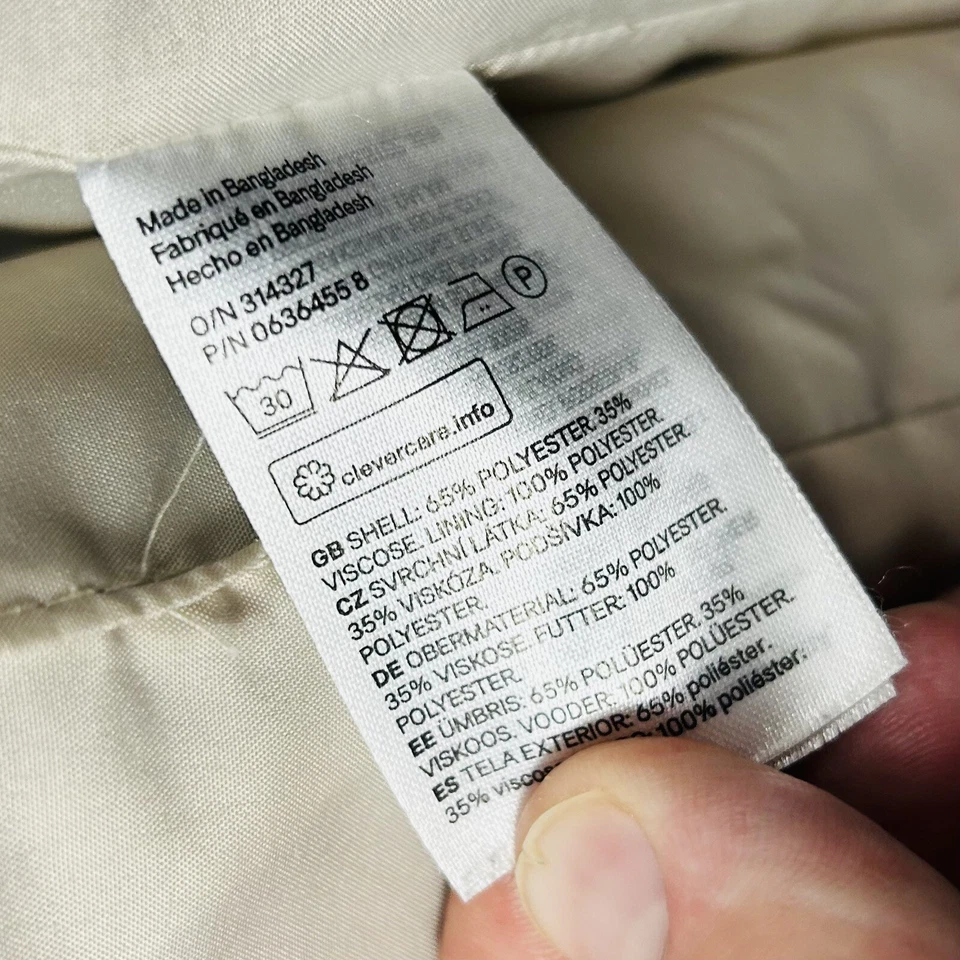 Made in Bangladesh
Fabriqué en Bangladesh
Hecho en Bangladesh
O/N 314327
P/N 0636455 8
30
P
clevercare.info
GB SHELL: 65% POLYESTER. 35%
VISCOSE. LINING: 100% POLYESTER.
CZ SVRCHNÍ LÁTKA: 65% POLYESTER.
35% VISKÓZA. PODŠÍVKA: 100%
POLYESTER.
DE OBERMATERIAL: 65% POLYESTER.
35% VISKOSE. FUTTER: 100%
POLYESTER.
EE ÜMBRIS: 65% POLÜESTER. 35%
VISKOOS. VOODER: 100% POLÜESTER.
ES TELA EXTERIOR: 65% poliéster.
35% 100% poliéster.